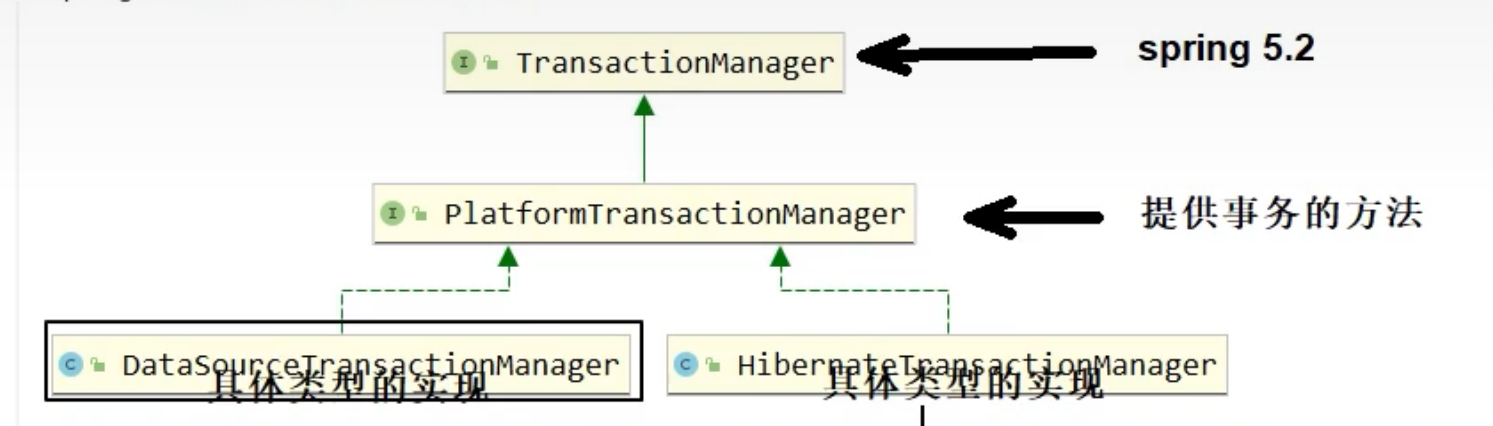 TransactionManager
spring 5.2
PlatformTransactionManager
提供事务的方法
DataSourceTransactionManager
HibernateTransactionManager
具体类型的实现
具体类型的实现